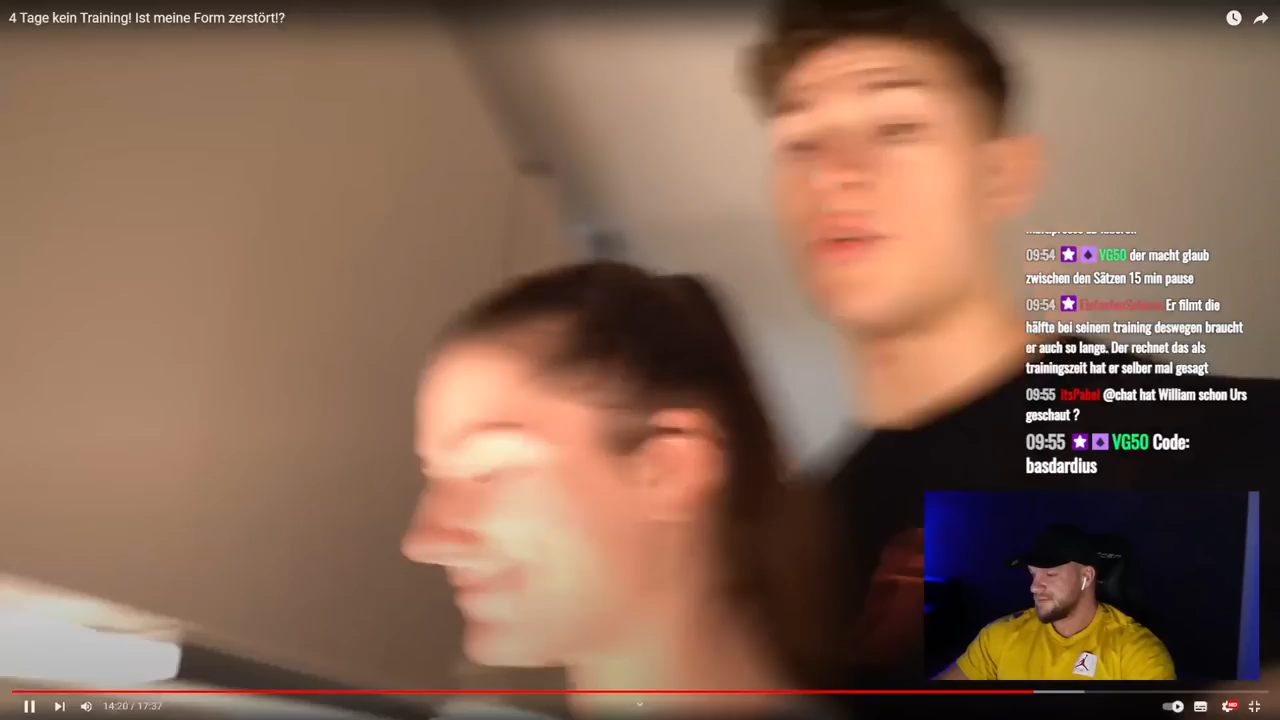 4 Tage kein Training! Ist meine Form zerstört!?
09:54 VG50 der macht glaub
zwischen den Sätzen 15 min pause
09:54 Er filmt die
hälfte bei seinem training deswegen braucht
er auch so lange. Der rechnet das als
trainingszeit hat er selber mal gesagt
09:55 ItsPabel @chat hat William schon Urs
geschaut ?
09:55 VG50 Code:
basdardius
14:20 / 17:37
HD